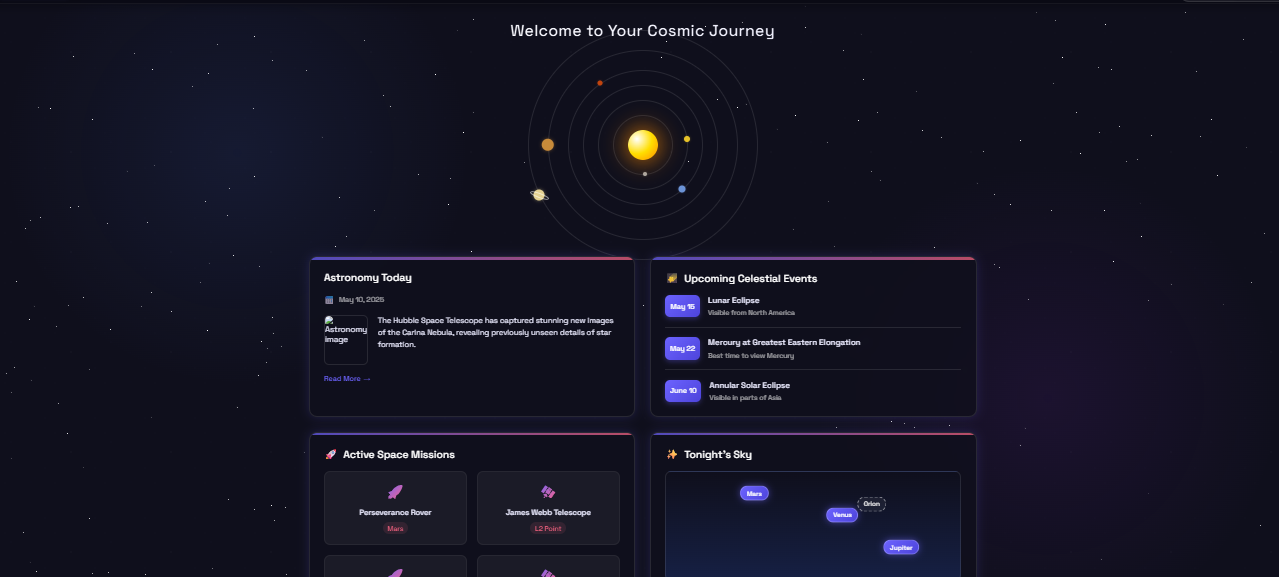 Welcome to Your Cosmic Journey
Astronomy Today
May 10, 2025
Astronomy
image
The Hubble Space Telescope has captured stunning new images
of the Carina Nebula, revealing previously unseen details of star
formation.
Read More →
Upcoming Celestial Events
May 15
Lunar Eclipse
Visible from North America
May 22
Mercury at Greatest Eastern Elongation
Best time to view Mercury
June 10
Annular Solar Eclipse
Visible in parts of Asia
Active Space Missions
Perseverance Rover
Mars
James Webb Telescope
L2 Point
Tonight's Sky
Mars
Orion
Venus
Jupiter